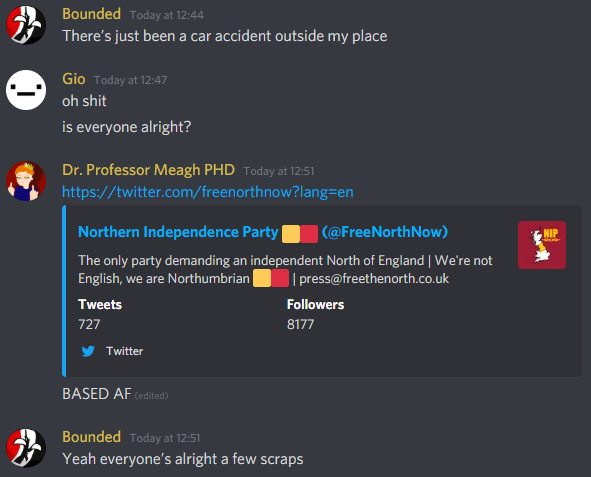 Bounded Today at 12:44
There's just been a car accident outside my place
Gio Today at 12:47
oh shit
is everyone alright?
Dr. Professor Meagh PHD Today at 12:51
https://twitter.com/freenorthnow?lang=en
Northern Independence Party 🟨🟥 (@FreeNorthNow)
NIP
The only party demanding an independent North of England | We're not
English, we are Northumbrian 🟨🟥 | press@freethenorth.co.uk
Tweets Followers
727 8177
Twitter
BASED AF (edited)
Bounded Today at 12:51
Yeah everyone's alright a few scraps